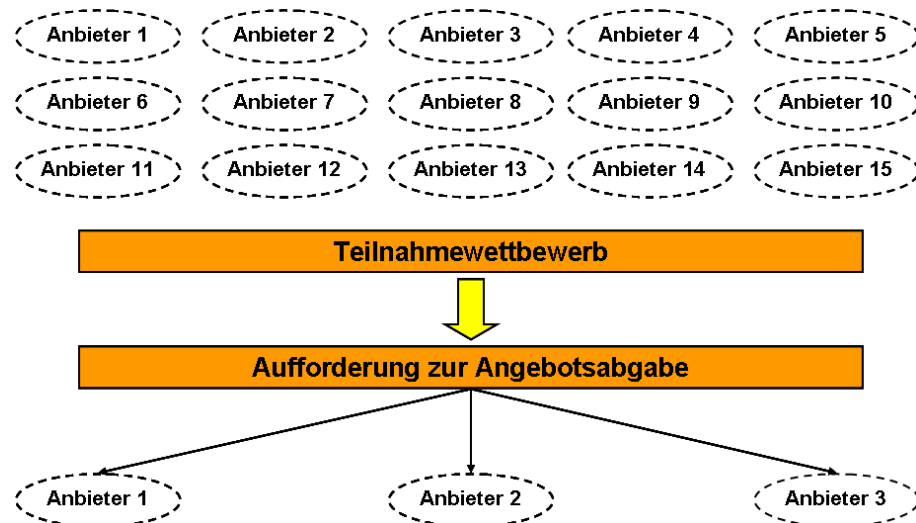 Anbieter 1 Anbieter 2 Anbieter 3 Anbieter 4 Anbieter 5
Anbieter 6 Anbieter 7 Anbieter 8 Anbieter 9 Anbieter 10
Anbieter 11 Anbieter 12 Anbieter 13 Anbieter 14 Anbieter 15
Teilnahmewettbewerb
Aufforderung zur Angebotsabgabe
Anbieter 1 Anbieter 2 Anbieter 3